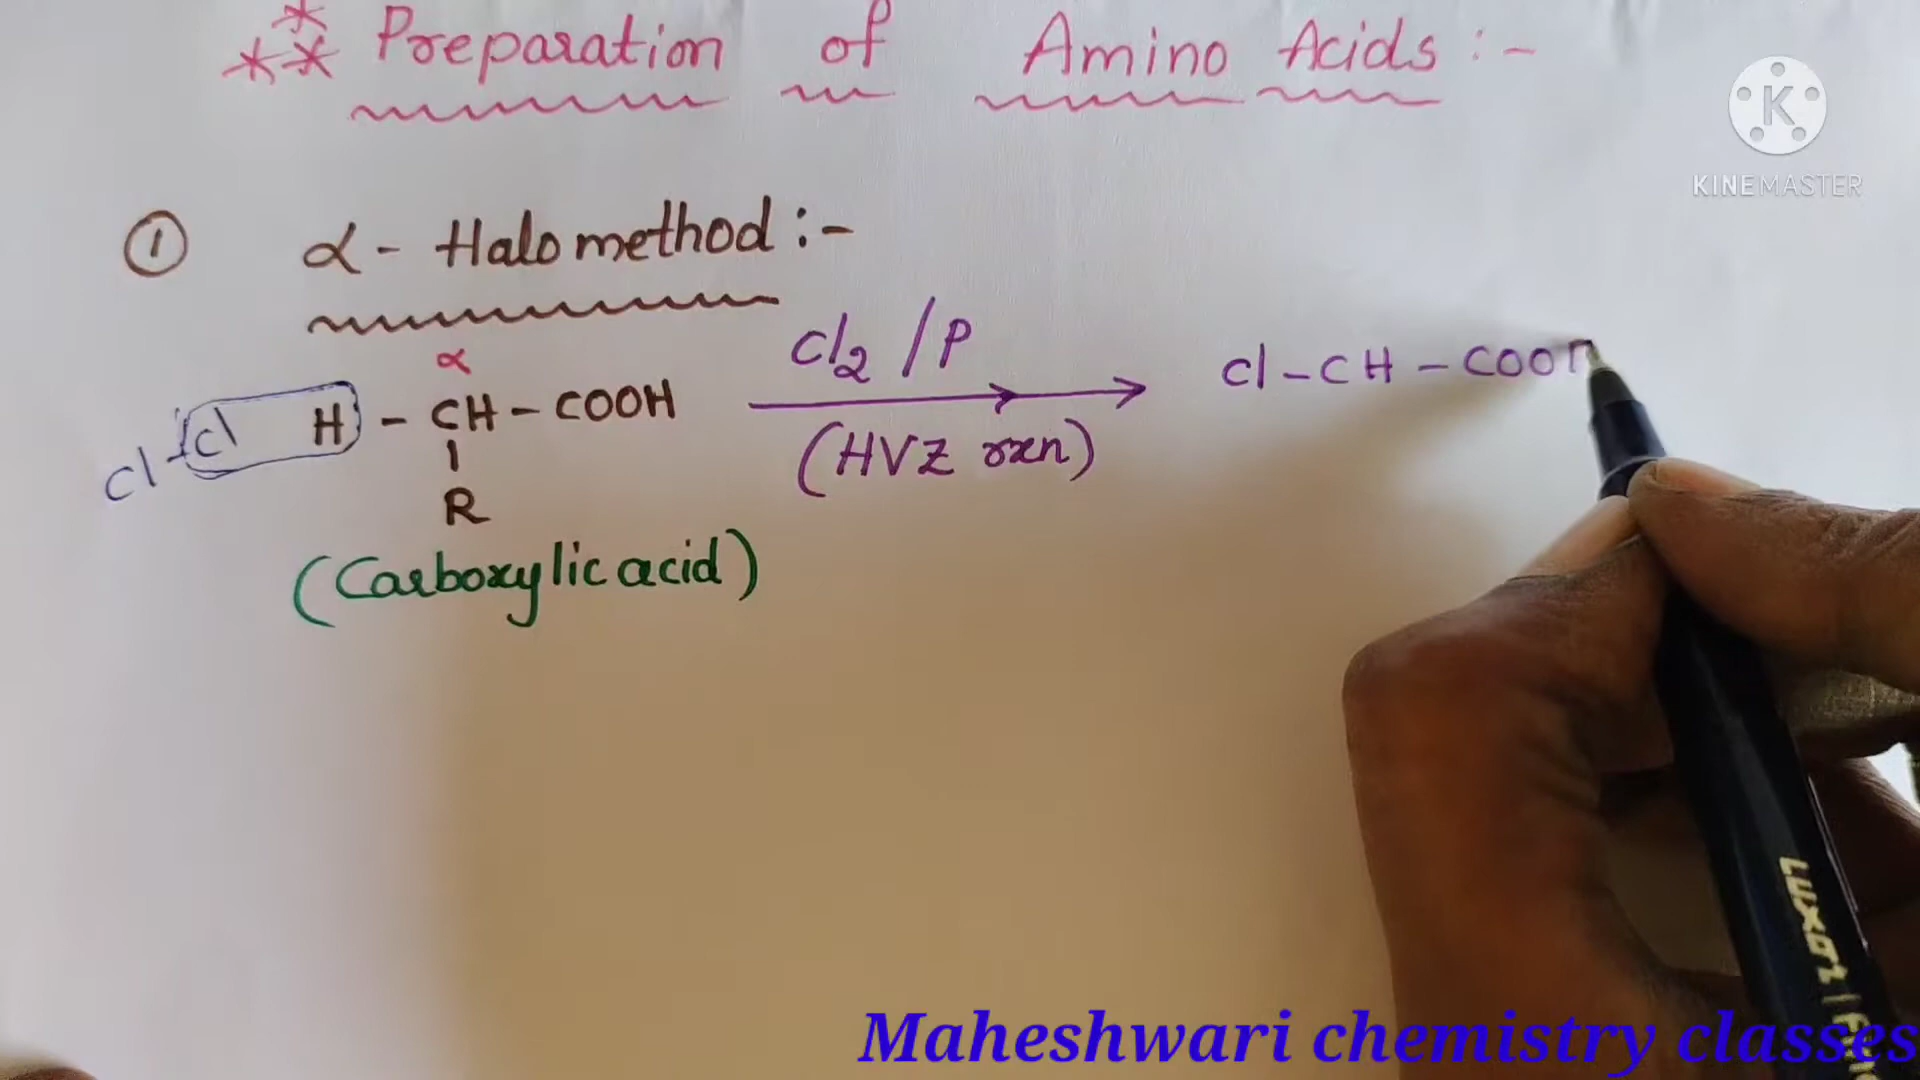 *** Preparation of Amino Acids :-
K
KINEMASTER
① α - Halo method :-
α
Cl2 /P
Cl - Cl H - CH - COOH
Cl - CH - COO
(HVZ rxn)
R
(Carboxylic acid)
LUXOR
Maheshwari chemistry classes